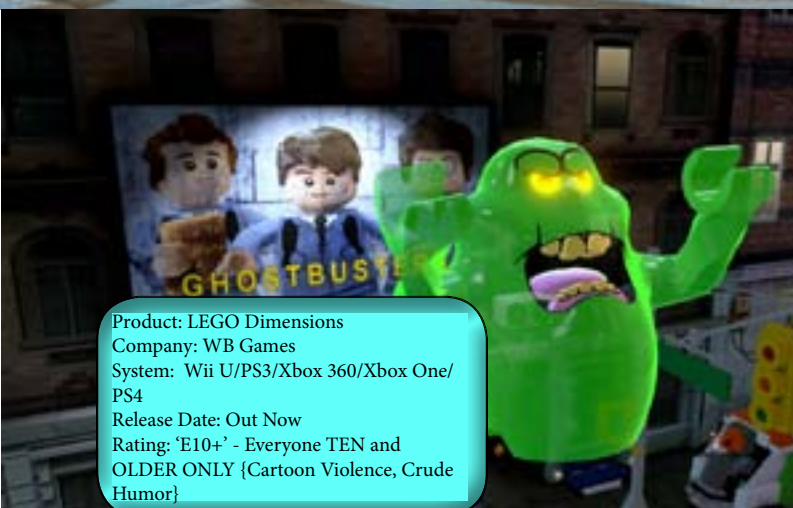 GHOSTBUSTERS
Product: LEGO Dimensions
Company: WB Games
System:  Wii U/PS3/Xbox 360/Xbox One/
PS4
Release Date: Out Now
Rating: ‘E10+’ - Everyone TEN and
OLDER ONLY {Cartoon Violence, Crude
Humor}